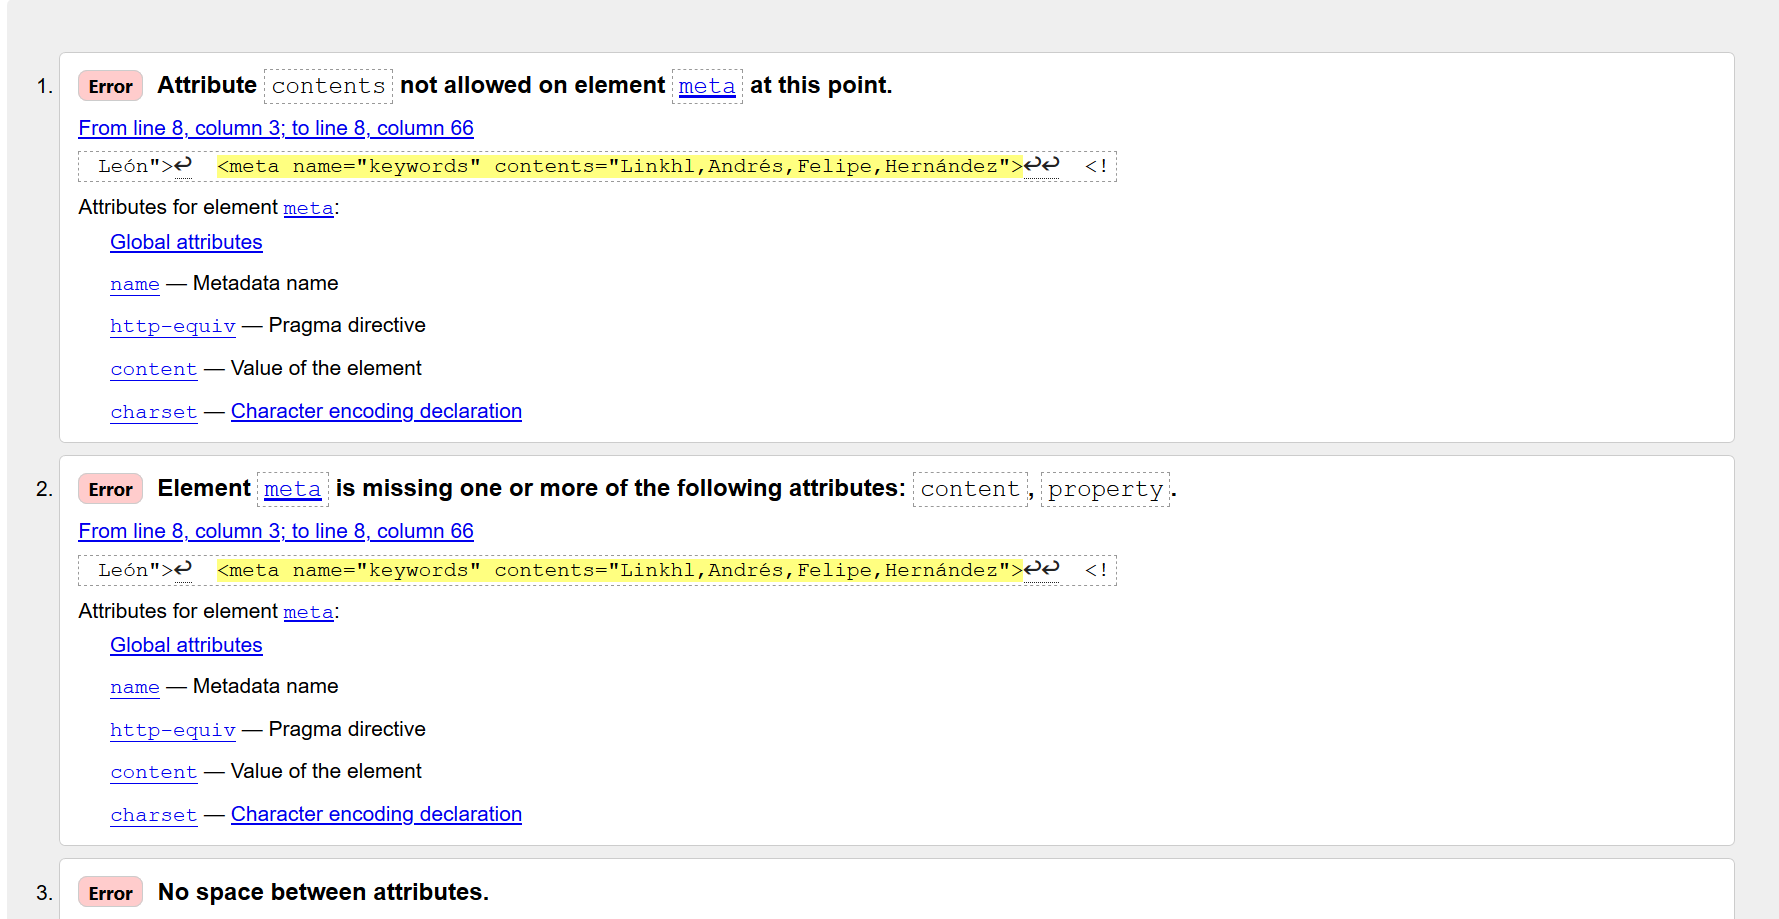 1. Error Attribute contents not allowed on element meta at this point.
From line 8, column 3; to line 8, column 66
León">↩ <meta name="keywords" contents="Linkhl,Andrés,Felipe,Hernández">↩↩ <!
Attributes for element meta:
Global attributes
name — Metadata name
http-equiv — Pragma directive
content — Value of the element
charset — Character encoding declaration
2. Error Element meta is missing one or more of the following attributes: content, property.
From line 8, column 3; to line 8, column 66
León">↩ <meta name="keywords" contents="Linkhl,Andrés,Felipe,Hernández">↩↩ <!
Attributes for element meta:
Global attributes
name — Metadata name
http-equiv — Pragma directive
content — Value of the element
charset — Character encoding declaration
3. Error No space between attributes.